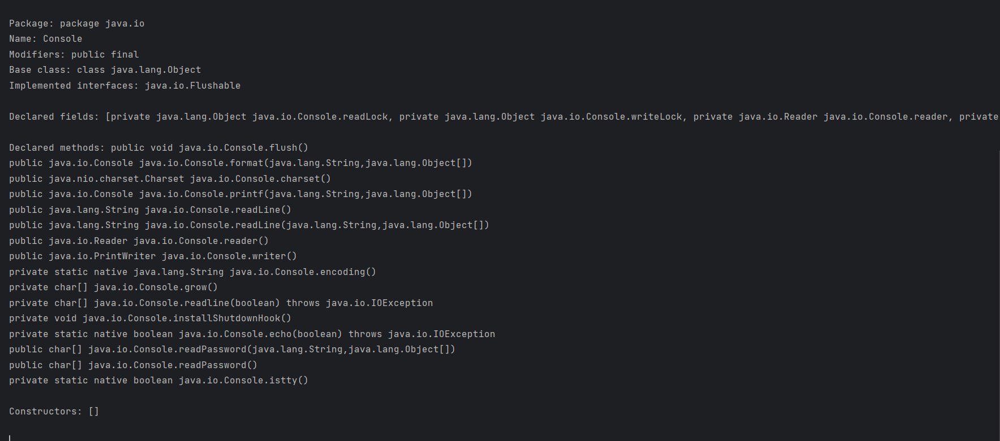 Package: package java.io
Name: Console
Modifiers: public final
Base class: class java.lang.Object
Implemented interfaces: java.io.Flushable
Declared fields: [private java.lang.Object java.io.Console.readLock, private java.lang.Object java.io.Console.writeLock, private java.io.Reader java.io.Console.reader, private
Declared methods: public void java.io.Console.flush()
public java.io.Console java.io.Console.format(java.lang.String,java.lang.Object[])
public java.nio.charset.Charset java.io.Console.charset()
public java.io.Console java.io.Console.printf(java.lang.String,java.lang.Object[])
public java.lang.String java.io.Console.readLine()
public java.lang.String java.io.Console.readLine(java.lang.String,java.lang.Object[])
public java.io.Reader java.io.Console.reader()
public java.io.PrintWriter java.io.Console.writer()
private static native java.lang.String java.io.Console.encoding()
private char[] java.io.Console.grow()
private char[] java.io.Console.readline(boolean) throws java.io.IOException
private void java.io.Console.installShutdownHook()
private static native boolean java.io.Console.echo(boolean) throws java.io.IOException
public char[] java.io.Console.readPassword(java.lang.String,java.lang.Object[])
public char[] java.io.Console.readPassword()
private static native boolean java.io.Console.istty()
Constructors: []